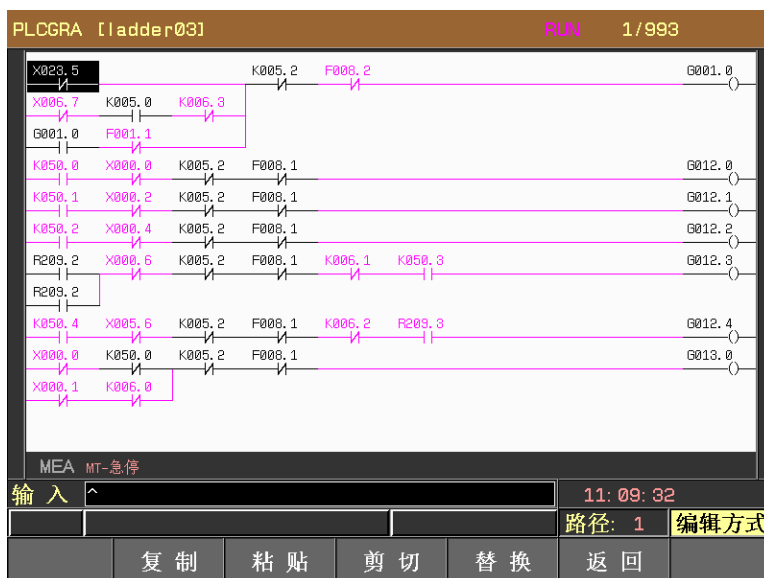 PLCGRA [ladder03] RUN 1/993
X023.5 K005.2 F008.2 G001.0
X006.7 K005.0 K006.3
G001.0 F001.1
K050.0 X000.0 K005.2 F008.1 G012.0
K050.1 X000.2 K005.2 F008.1 G012.1
K050.2 X000.4 K005.2 F008.1 G012.2
R209.2 X000.6 K005.2 F008.1 K006.1 K050.3 G012.3
R209.2
K050.4 X005.6 K005.2 F008.1 K006.2 R209.3 G012.4
X000.0 K050.0 K005.2 F008.1 G013.0
X000.1 K006.0
MEA MT-急停
输入 ^ 11:09:32
路径: 1 编辑方式
复制 粘贴 剪切 替换 返回